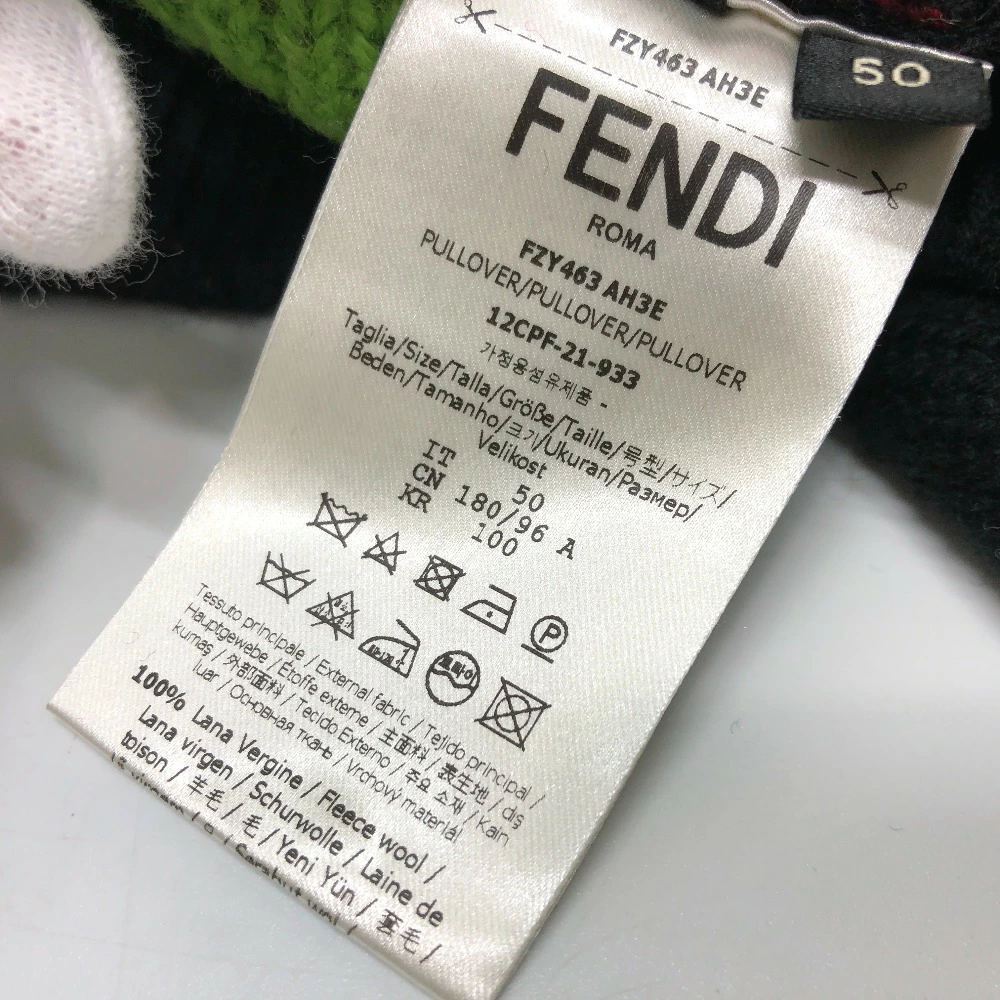 FZY463 AH3E
50
FENDI
ROMA
FZY463 AH3E
PULLOVER/PULLOVER/PULLOVER
12CPF-21-933
가정용섬유제품 -
Taglia/Size/Talla/Größe/Taille/号型/サイズ/
Beden/Tamanho/크기/Ukuran/Размер/
Velikost
IT 50
CN 180/96 A
KR 100
P
Tessuto principale / External fabric / Tejido principal /
Hauptgewebe / Étoffe externe / 主面料 / 表生地 / dış
kumaş / 外部面料 / Tecido Externo / 주요 소재 / Kain
luar / Основная ткань / Vrchový materiál
100% Lana Vergine / Fleece wool /
Lana virgen / Schurwolle / Laine de
toison / 羊毛 / 毛 / Yeni Yün / 套毛 /